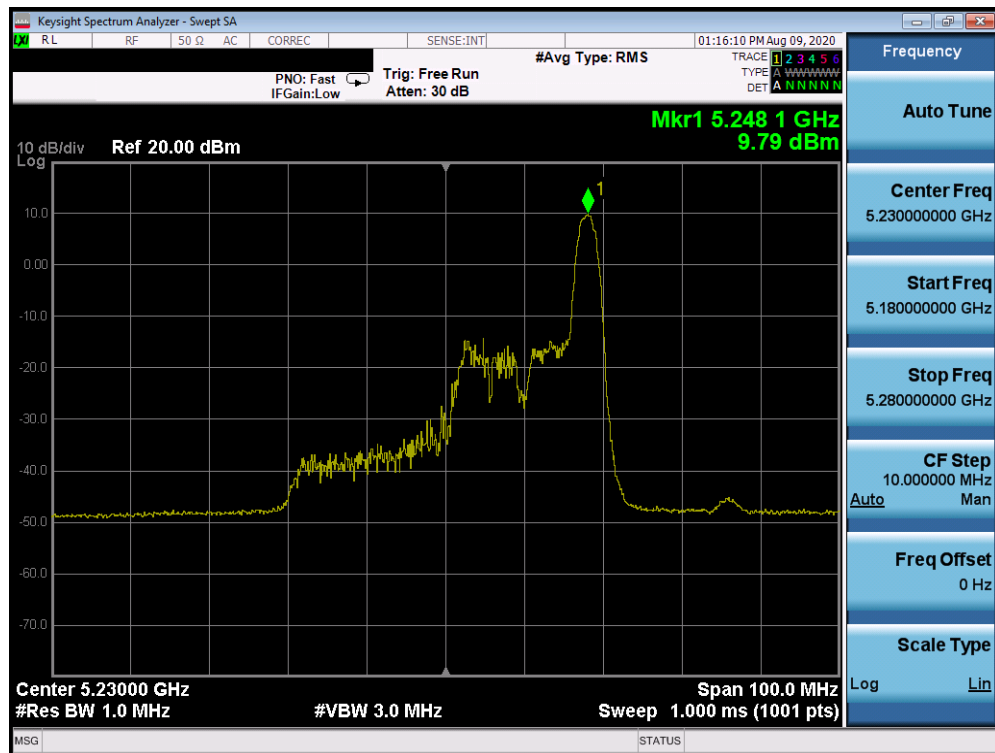 Keysight Spectrum Analyzer - Swept SA
LXI RL RF 50 Ω AC CORREC SENSE:INT 01:16:10 PM Aug 09, 2020
#Avg Type: RMS
TRACE 1 2 3 4 5 6
TYPE A WWWWW
DET A N N N N N
PNO: Fast
IFGain:Low
Trig: Free Run
Atten: 30 dB
Mkr1 5.248 1 GHz
9.79 dBm
10 dB/div Ref 20.00 dBm
Log
1
10.0
0.00
-10.0
-20.0
-30.0
-40.0
-50.0
-60.0
-70.0
Center 5.23000 GHz Span 100.0 MHz
#Res BW 1.0 MHz #VBW 3.0 MHz Sweep 1.000 ms (1001 pts)
MSG STATUS
Frequency
Auto Tune
Center Freq
5.230000000 GHz
Start Freq
5.180000000 GHz
Stop Freq
5.280000000 GHz
CF Step
10.000000 MHz
Auto Man
Freq Offset
0 Hz
Scale Type
Log Lin